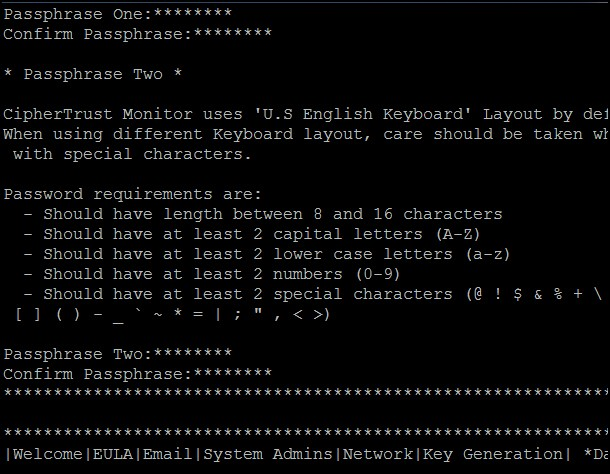 Passphrase One:********
Confirm Passphrase:********
* Passphrase Two *
CipherTrust Monitor uses 'U.S English Keyboard' Layout by def
When using different Keyboard layout, care should be taken wh
with special characters.
Password requirements are:
- Should have length between 8 and 16 characters
- Should have at least 2 capital letters (A-Z)
- Should have at least 2 lower case letters (a-z)
- Should have at least 2 numbers (0-9)
- Should have at least 2 special characters (@ ! $ & % + \
[ ] ( ) - _ ` ~ * = | ; " , < >)
Passphrase Two:********
Confirm Passphrase:********
*************************************************************
*************************************************************
|Welcome|EULA|Email|System Admins|Network|Key Generation| *Da